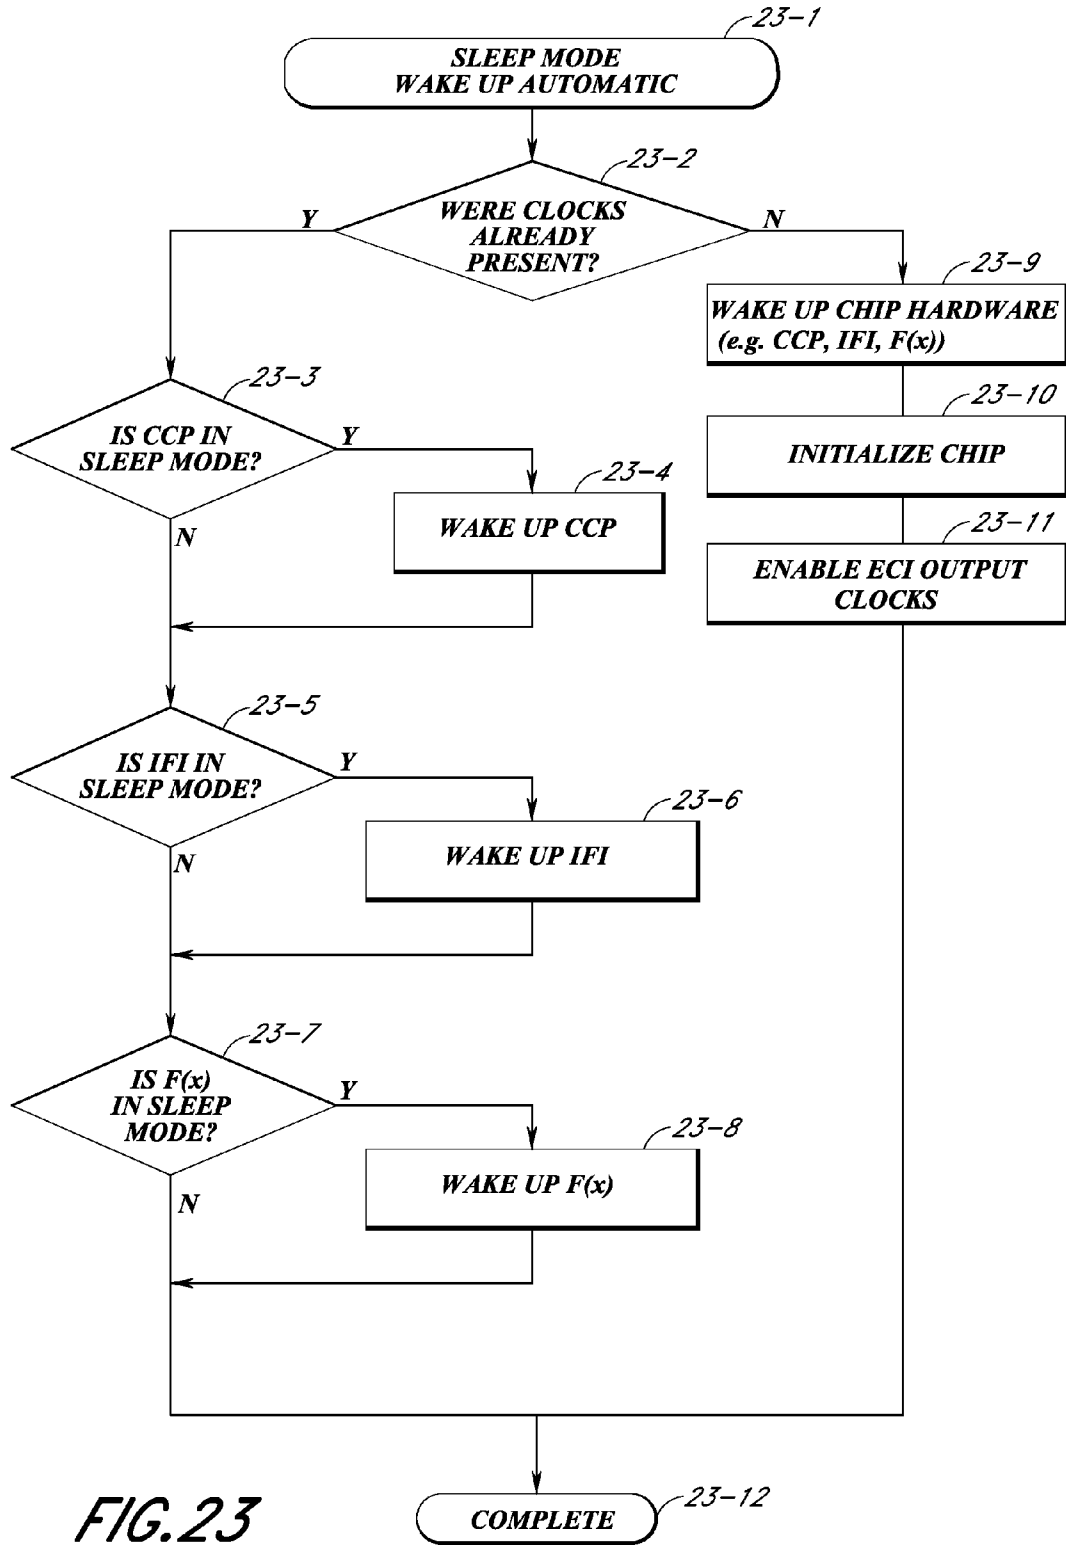 23-1
SLEEP MODE
WAKE UP AUTOMATIC
23-2
WERE CLOCKS
ALREADY
PRESENT?
Y
N
23-9
WAKE UP CHIP HARDWARE
(e.g. CCP, IFI, F(x))
23-3
IS CCP IN
SLEEP MODE?
Y
N
23-10
INITIALIZE CHIP
23-4
WAKE UP CCP
23-11
ENABLE ECI OUTPUT
CLOCKS
23-5
IS IFI IN
SLEEP MODE?
Y
N
23-6
WAKE UP IFI
23-7
IS F(x)
IN SLEEP
MODE?
Y
N
23-8
WAKE UP F(x)
23-12
COMPLETE
FIG.23